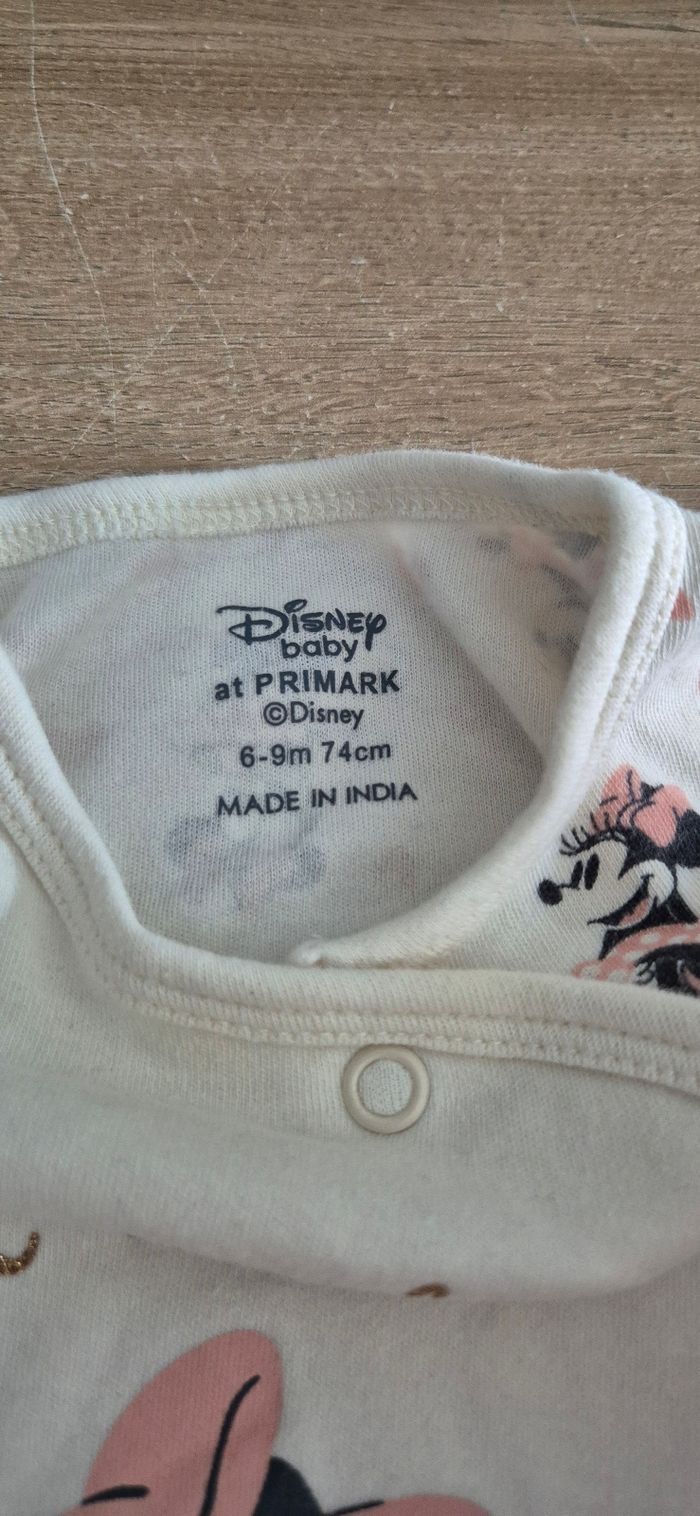 Disney
baby
at PRIMARK
©Disney
6-9m 74cm
MADE IN INDIA